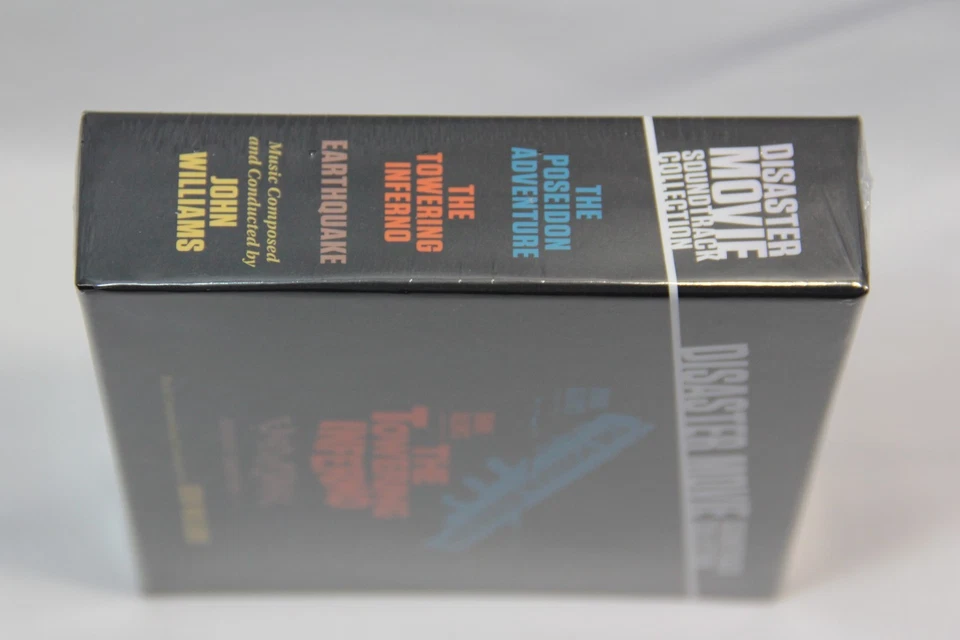 DISASTER
MOVIE
SOUNDTRACK
COLLECTION
THE
POSEIDON
ADVENTURE
THE
TOWERING
INFERNO
EARTHQUAKE
Music Composed
and Conducted by
JOHN
WILLIAMS
DISASTER MOVIE
THE
TOWERING
INFERNO